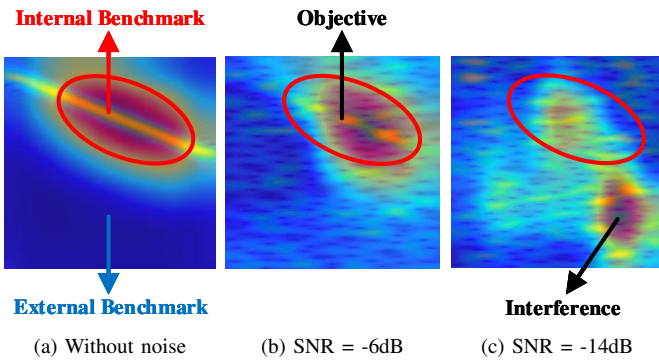 Internal Benchmark
Objective
External Benchmark
Interference
(a) Without noise
(b) SNR = -6dB
(c) SNR = -14dB